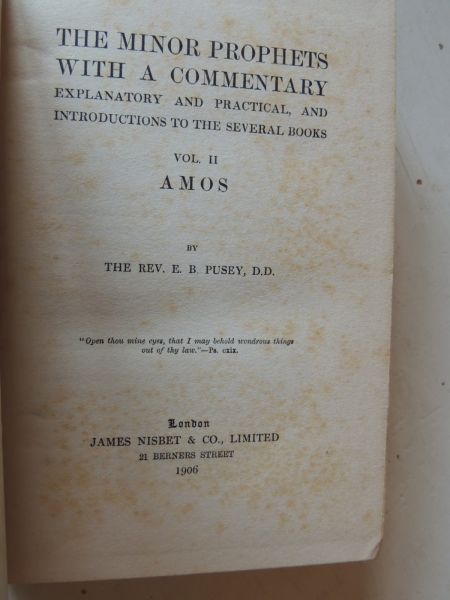 THE MINOR PROPHETS
WITH A COMMENTARY
EXPLANATORY AND PRACTICAL, AND
INTRODUCTIONS TO THE SEVERAL BOOKS
VOL. II
AMOS
BY
THE REV. E. B. PUSEY, D.D.
"Open thou mine eyes, that I may behold wondrous things
out of thy law."—Ps. cxix.
London
JAMES NISBET & CO., LIMITED
21 BERNERS STREET
1906